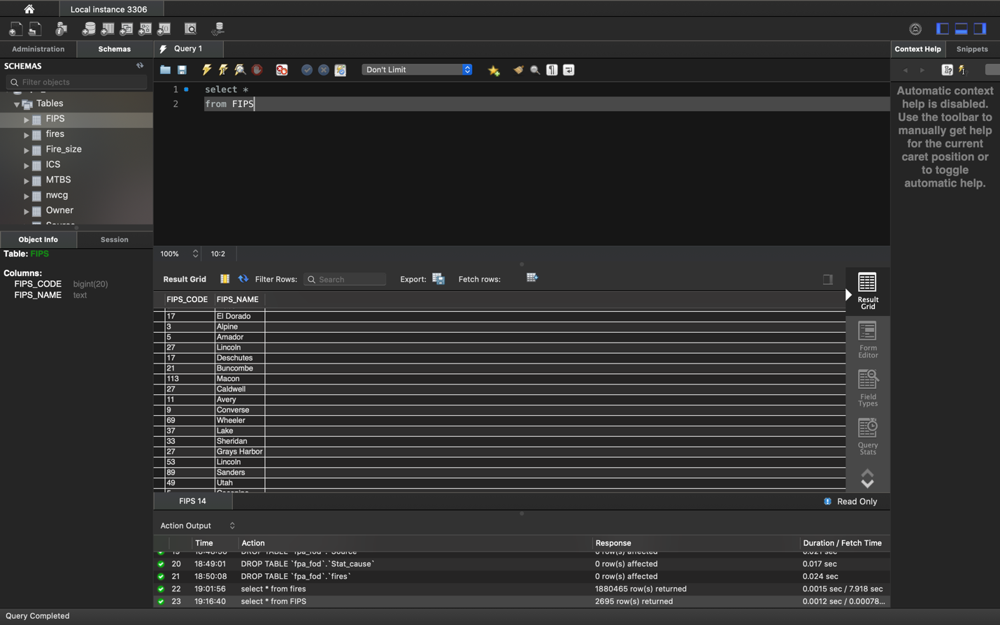 Local instance 3306
Administration
Schemas
Query 1
Context Help
Snippets
SCHEMAS
Filter objects
Don't Limit
Tables
FIPS
fires
Fire_size
ICS
MTBS
nwcg
Owner
1 select *
2 from FIPS
Automatic context
help is disabled.
Use the toolbar to
manually get help
for the current
caret position or
to toggle
automatic help.
Object Info
Session
Table: FIPS
Columns:
FIPS_CODE bigint(20)
FIPS_NAME text
100%
10:2
Result Grid
Filter Rows:
Search
Export:
Fetch rows:
FIPS_CODE FIPS_NAME
17 El Dorado
3 Alpine
5 Amador
27 Lincoln
17 Deschutes
21 Buncombe
113 Macon
27 Caldwell
11 Avery
9 Converse
69 Wheeler
37 Lake
33 Sheridan
27 Grays Harbor
53 Lincoln
89 Sanders
49 Utah
Result
Grid
Form
Editor
Field
Types
Query
Stats
FIPS 14
Read Only
Action Output
Time Action Response Duration / Fetch Time
20 18:49:01 DROP TABLE `fpa_fod`.`Stat_cause` 0 row(s) affected 0.017 sec
21 18:50:08 DROP TABLE `fpa_fod`.`fires` 0 row(s) affected 0.024 sec
22 19:01:56 select * from fires 1880465 row(s) returned 0.0015 sec / 7.918 sec
23 19:16:40 select * from FIPS 2695 row(s) returned 0.0012 sec / 0.00078...
Query Completed